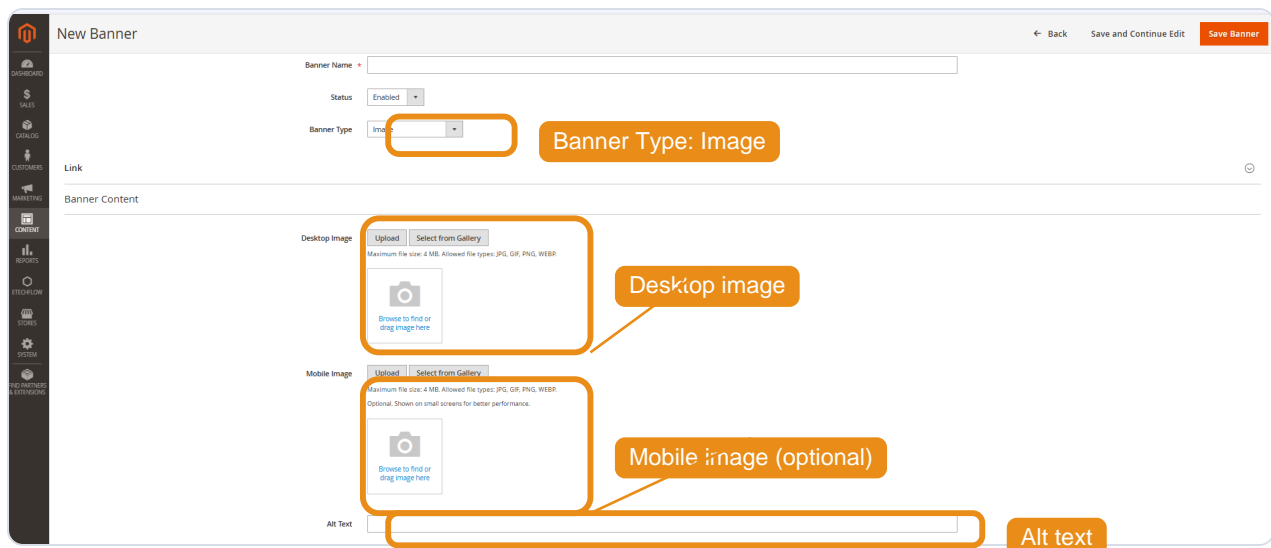 New Banner
← Back
Save and Continue Edit
Save Banner
DASHBOARD
$
SALES
CATALOG
CUSTOMERS
MARKETING
CONTENT
REPORTS
ETECHFLOW
STORES
SYSTEM
FIND PARTNERS
& EXTENSIONS
Banner Name *
Status
Enabled
Banner Type
Image
Banner Type: Image
Link
Banner Content
Desktop Image
Upload
Select from Gallery
Maximum file size: 4 MB. Allowed file types: JPG, GIF, PNG, WEBP.
Browse to find or
drag image here
Desktop image
Mobile Image
Upload
Select from Gallery
Maximum file size: 4 MB. Allowed file types: JPG, GIF, PNG, WEBP.
Optional. Shown on small screens for better performance.
Browse to find or
drag image here
Mobile image (optional)
Alt Text
Alt text